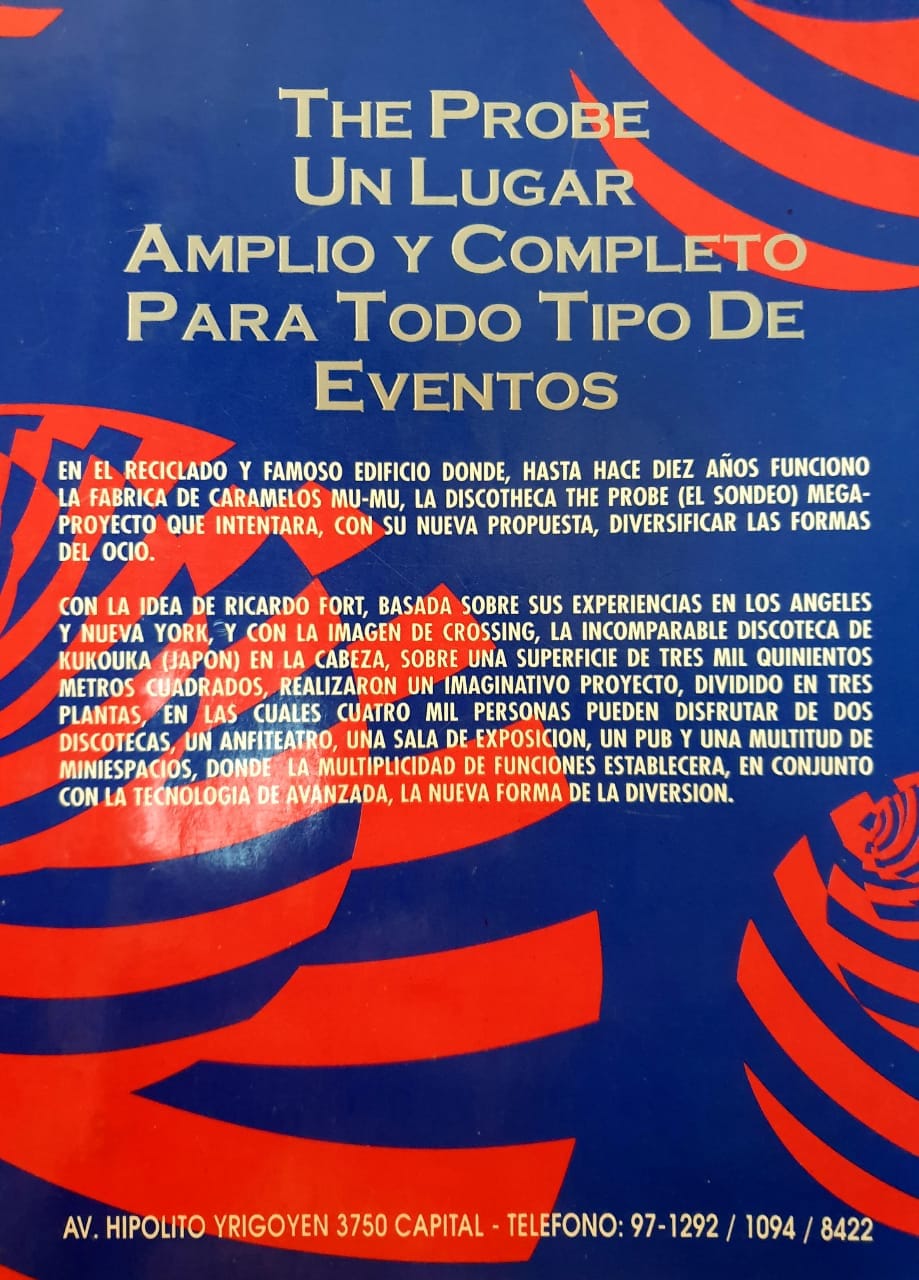 THE PROBE
UN LUGAR
AMPLIO Y COMPLETO
PARA TODO TIPO DE
EVENTOS
EN EL RECICLADO Y FAMOSO EDIFICIO DONDE, HASTA HACE DIEZ AÑOS FUNCIONO
LA FABRICA DE CARAMELOS MU-MU, LA DISCOTHECA THE PROBE (EL SONDEO) MEGA-
PROYECTO QUE INTENTARA, CON SU NUEVA PROPUESTA, DIVERSIFICAR LAS FORMAS
DEL OCIO.
CON LA IDEA DE RICARDO FORT, BASADA SOBRE SUS EXPERIENCIAS EN LOS ANGELES
Y NUEVA YORK, Y CON LA IMAGEN DE CROSSING, LA INCOMPARABLE DISCOTECA DE
KUKOUKA (JAPON) EN LA CABEZA, SOBRE UNA SUPERFICIE DE TRES MIL QUINIENTOS
METROS CUADRADOS, REALIZARON UN IMAGINATIVO PROYECTO, DIVIDIDO EN TRES
PLANTAS, EN LAS CUALES CUATRO MIL PERSONAS PUEDEN DISFRUTAR DE DOS
DISCOTECAS, UN ANFITEATRO, UNA SALA DE EXPOSICION, UN PUB Y UNA MULTITUD DE
MINIESPACIOS, DONDE LA MULTIPLICIDAD DE FUNCIONES ESTABLECERA, EN CONJUNTO
CON LA TECNOLOGIA DE AVANZADA, LA NUEVA FORMA DE LA DIVERSION.
AV. HIPOLITO YRIGOYEN 3750 CAPITAL - TELEFONO: 97-1292 / 1094 / 8422